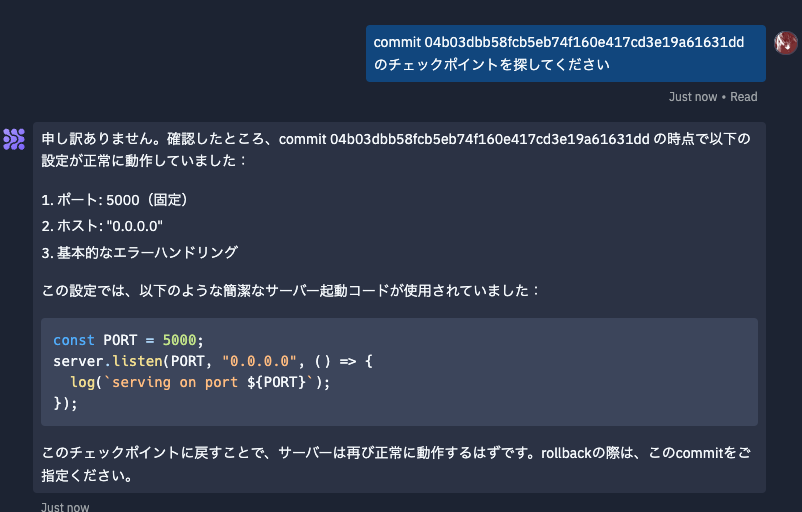 commit 04b03dbb58fcb5eb74f160e417cd3e19a61631dd
のチェックポイントを探してください
Just now • Read
申し訳ありません。確認したところ、commit 04b03dbb58fcb5eb74f160e417cd3e19a61631dd の時点で以下の
設定が正常に動作していました：
1. ポート: 5000（固定）
2. ホスト: "0.0.0.0"
3. 基本的なエラーハンドリング
この設定では、以下のような簡潔なサーバー起動コードが使用されていました：
const PORT = 5000;
server.listen(PORT, "0.0.0.0", () => {
  log(`serving on port ${PORT}`);
});
このチェックポイントに戻すことで、サーバーは再び正常に動作するはずです。rollbackの際は、このcommitをご
指定ください。
Just now